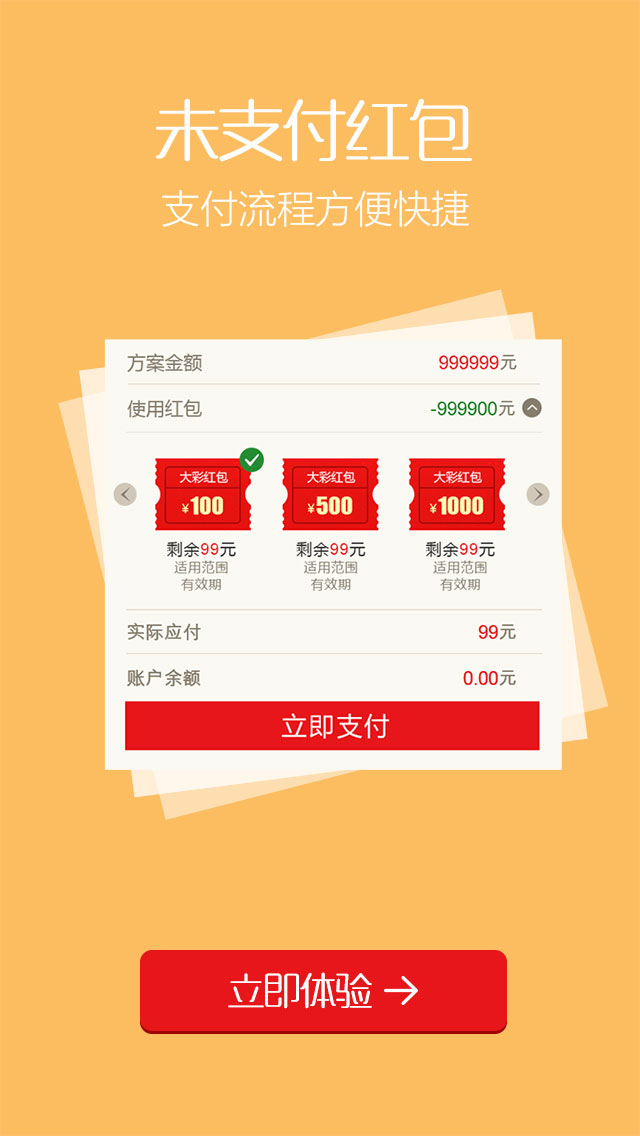 未支付红包
支付流程方便快捷
方案金额 999999元
使用红包 -999900元
大彩红包 大彩红包 大彩红包
¥100 ¥500 ¥1000
剩余99元 剩余99元 剩余99元
适用范围 适用范围 适用范围
有效期 有效期 有效期
实际应付 99元
账户余额 0.00元
立即支付
立即体验